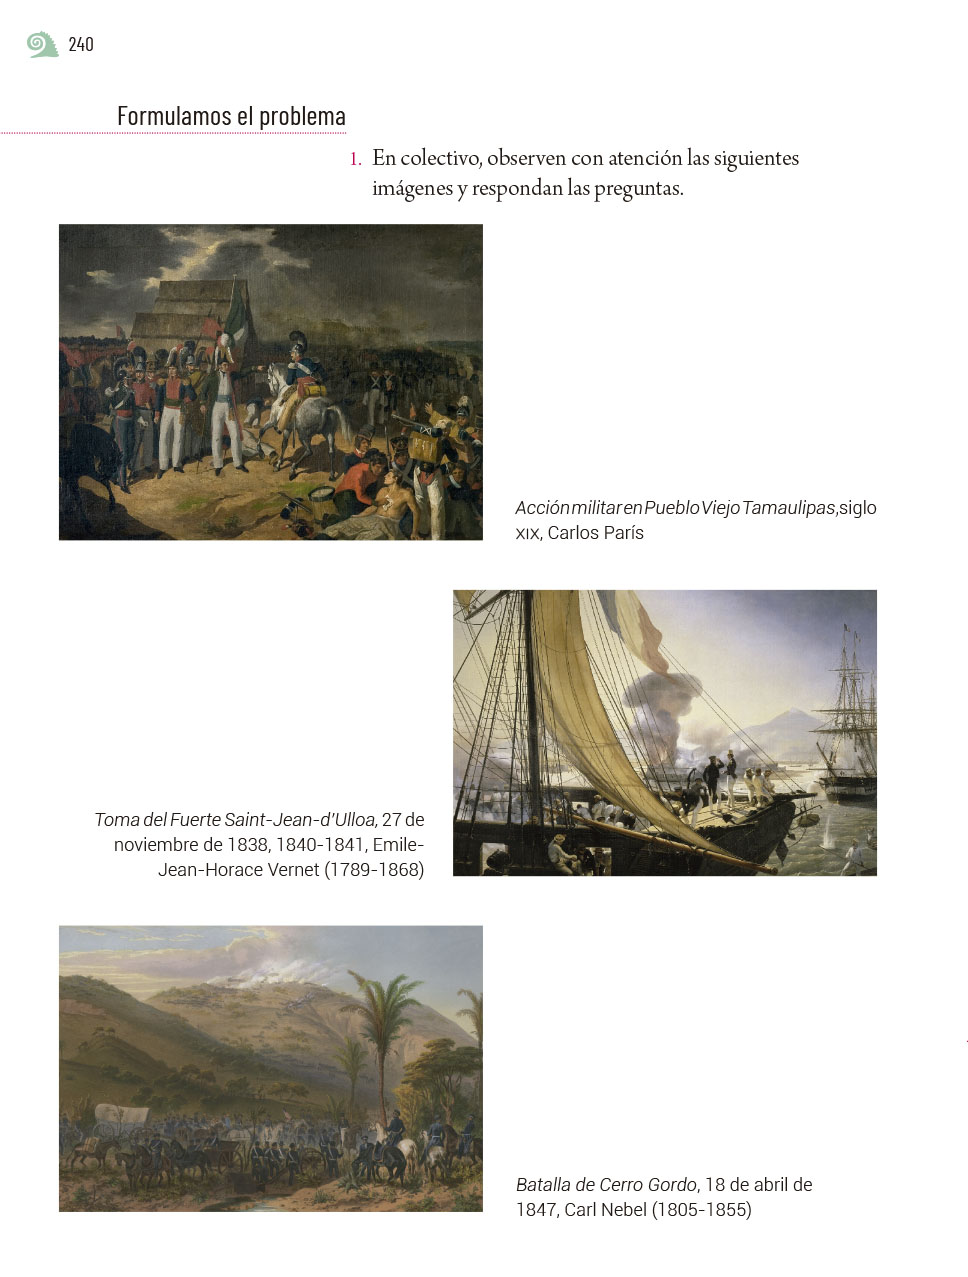 240
Formulamos el problema
1. En colectivo, observen con atención las siguientes
imágenes y respondan las preguntas.
Acción militar en Pueblo Viejo Tamaulipas, siglo
XIX, Carlos París
Toma del Fuerte Saint-Jean-d’Ulloa, 27 de
noviembre de 1838, 1840-1841, Emile-
Jean-Horace Vernet (1789-1868)
Batalla de Cerro Gordo, 18 de abril de
1847, Carl Nebel (1805-1855)